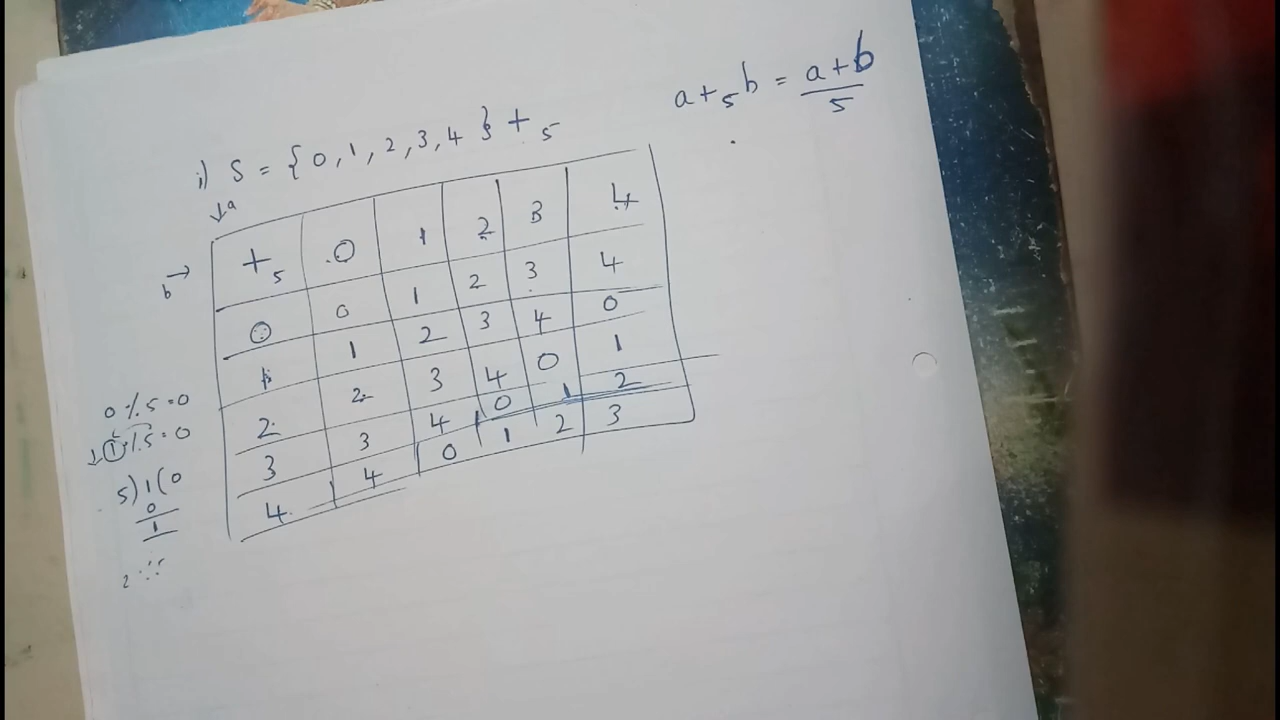 a +₅ b = a+b / 5
i) S = {0, 1, 2, 3, 4} +₅
↓a
b →
+₅ 0 1 2 3 4
0 0 1 2 3 4
1 1 2 3 4 0
2 2 3 4 0 1
3 3 4 0 1 2
4 4 0 1 2 3
0 % 5 = 0
↓ 1 % 5 = 0
5) 1 (0
0
1